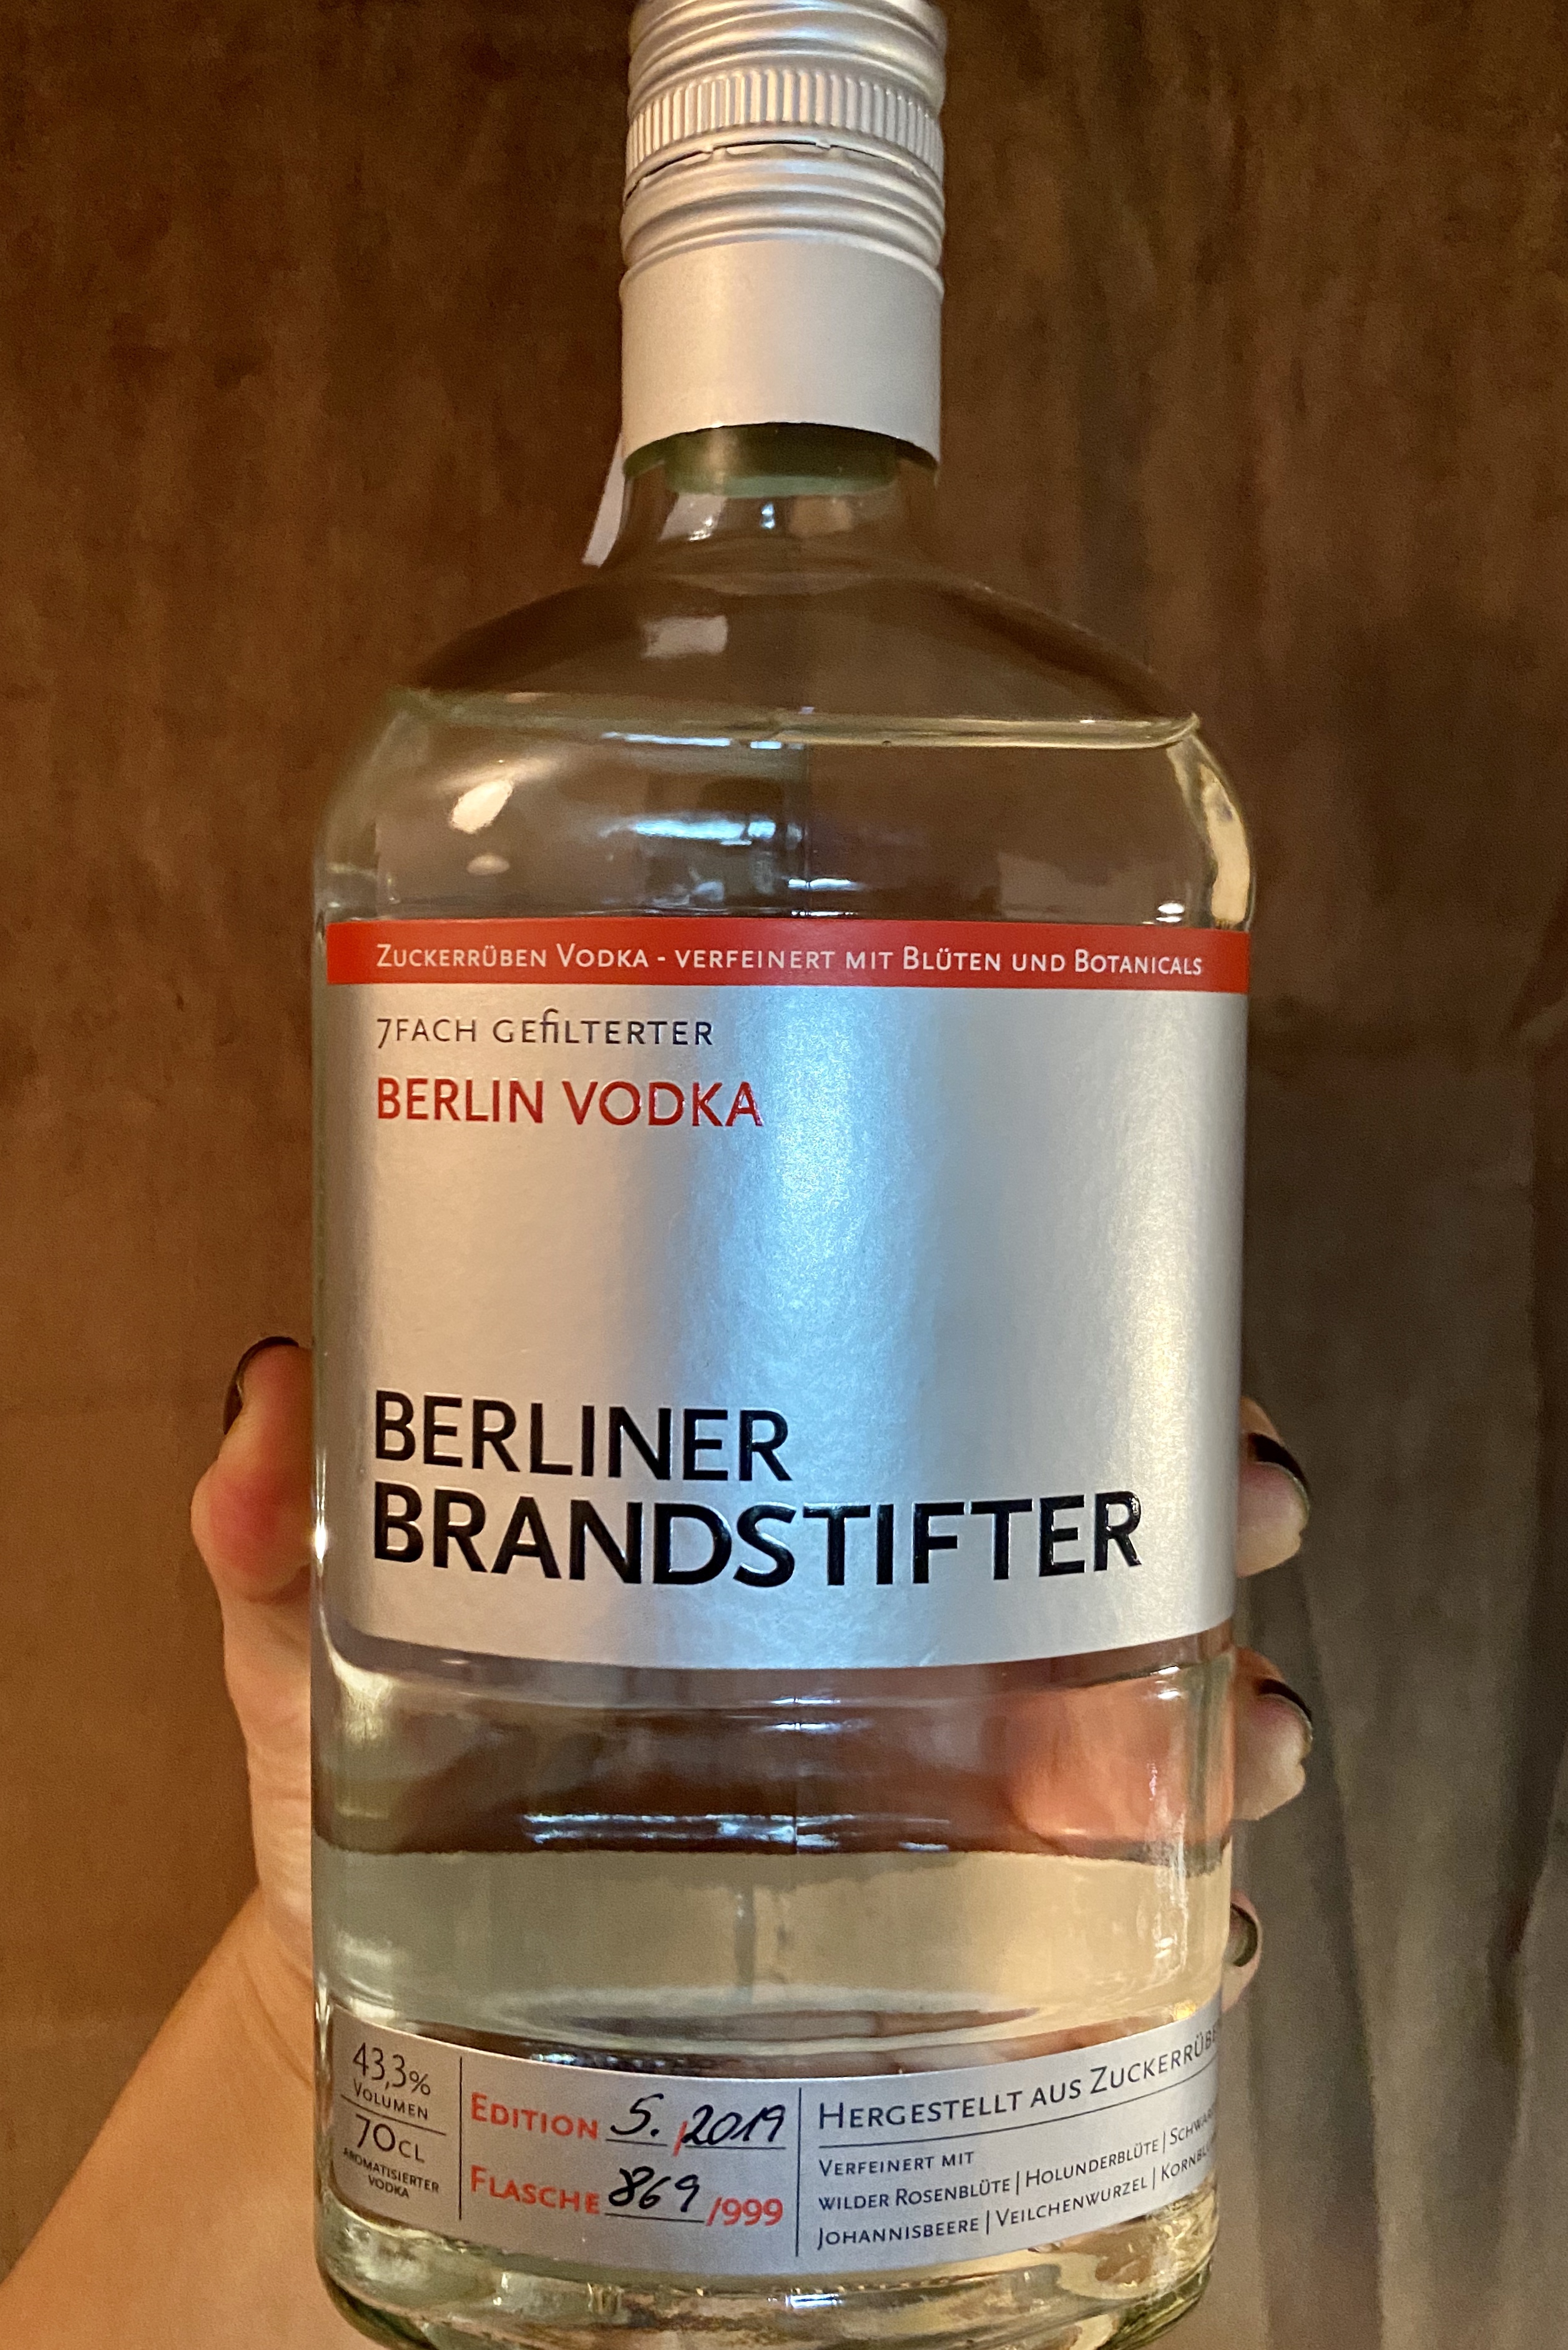 Zuckerrüben Vodka - verfeinert mit Blüten und Botanicals
7fach gefilterter
BERLIN VODKA
BERLINER
BRANDSTIFTER
43,3%
Volumen
70cl
Aromatisierter
Vodka
Edition 5. / 2019
Flasche 869 /999
Hergestellt aus
Verfeinert mit
wilder Rosenblüte | Holunderblüte |
Johannisbeere | Veilchenwurzel |